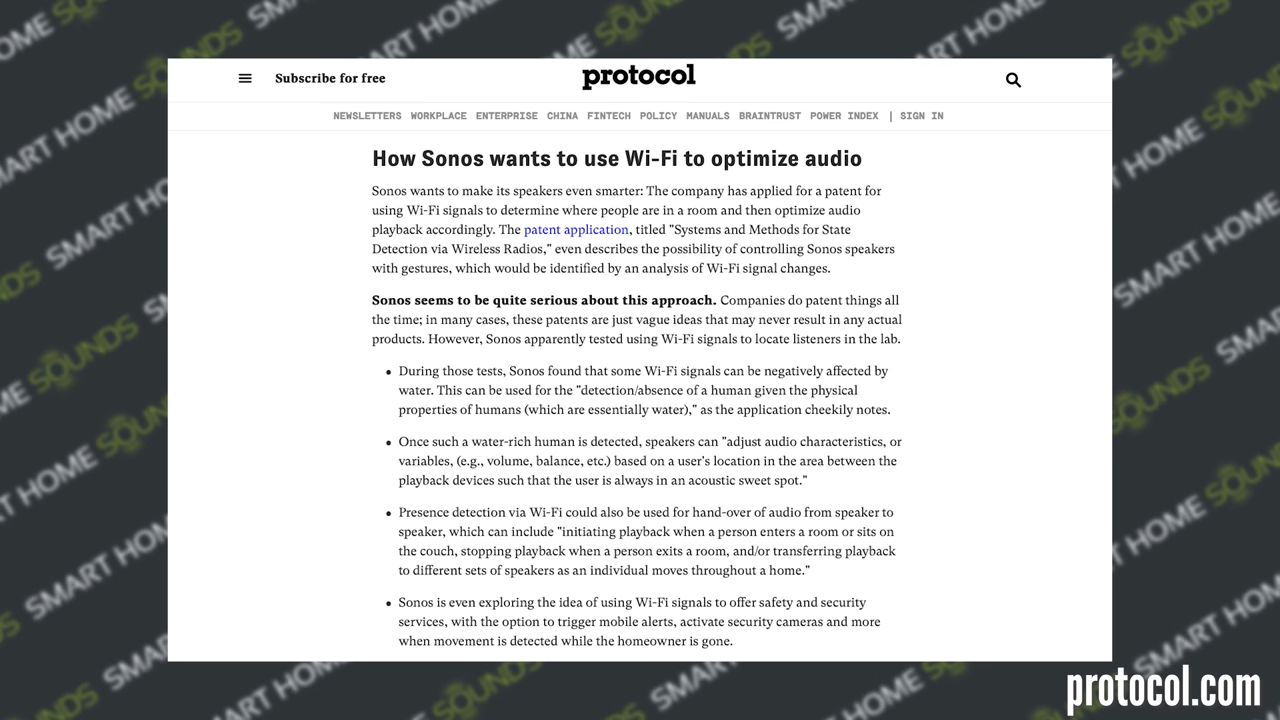 Subscribe for free
protocol
NEWSLETTERS WORKPLACE ENTERPRISE CHINA FINTECH POLICY MANUALS BRAINTRUST POWER INDEX | SIGN IN
How Sonos wants to use Wi-Fi to optimize audio
Sonos wants to make its speakers even smarter: The company has applied for a patent for
using Wi-Fi signals to determine where people are in a room and then optimize audio
playback accordingly. The patent application, titled "Systems and Methods for State
Detection via Wireless Radios," even describes the possibility of controlling Sonos speakers
with gestures, which would be identified by an analysis of Wi-Fi signal changes.
Sonos seems to be quite serious about this approach. Companies do patent things all
the time; in many cases, these patents are just vague ideas that may never result in any actual
products. However, Sonos apparently tested using Wi-Fi signals to locate listeners in the lab.
• During those tests, Sonos found that some Wi-Fi signals can be negatively affected by
water. This can be used for the "detection/absence of a human given the physical
properties of humans (which are essentially water)," as the application cheekily notes.
• Once such a water-rich human is detected, speakers can "adjust audio characteristics, or
variables, (e.g., volume, balance, etc.) based on a user's location in the area between the
playback devices such that the user is always in an acoustic sweet spot."
• Presence detection via Wi-Fi could also be used for hand-over of audio from speaker to
speaker, which can include "initiating playback when a person enters a room or sits on
the couch, stopping playback when a person exits a room, and/or transferring playback
to different sets of speakers as an individual moves throughout a home."
• Sonos is even exploring the idea of using Wi-Fi signals to offer safety and security
services, with the option to trigger mobile alerts, activate security cameras and more
when movement is detected while the homeowner is gone.
protocol.com
SMART HOME SOUNDS